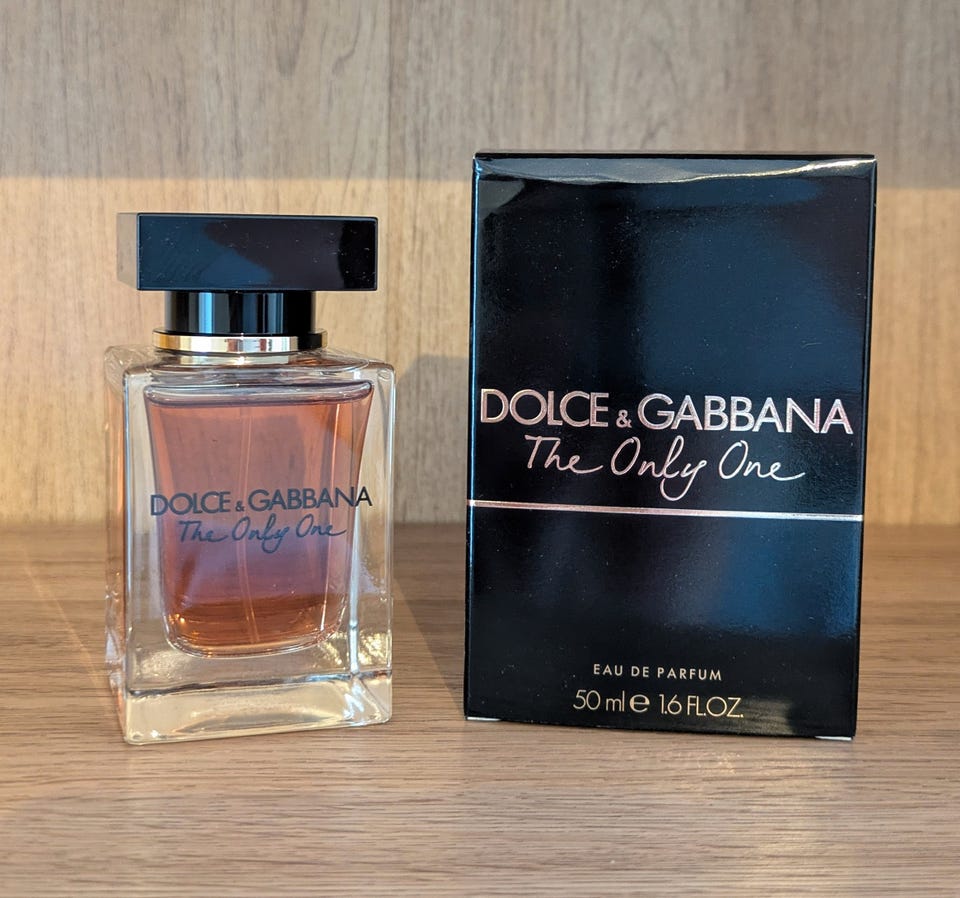 DOLCE & GABBANA
The Only One
DOLCE & GABBANA
The Only One
EAU DE PARFUM
50 ml e 1.6 FL.OZ.